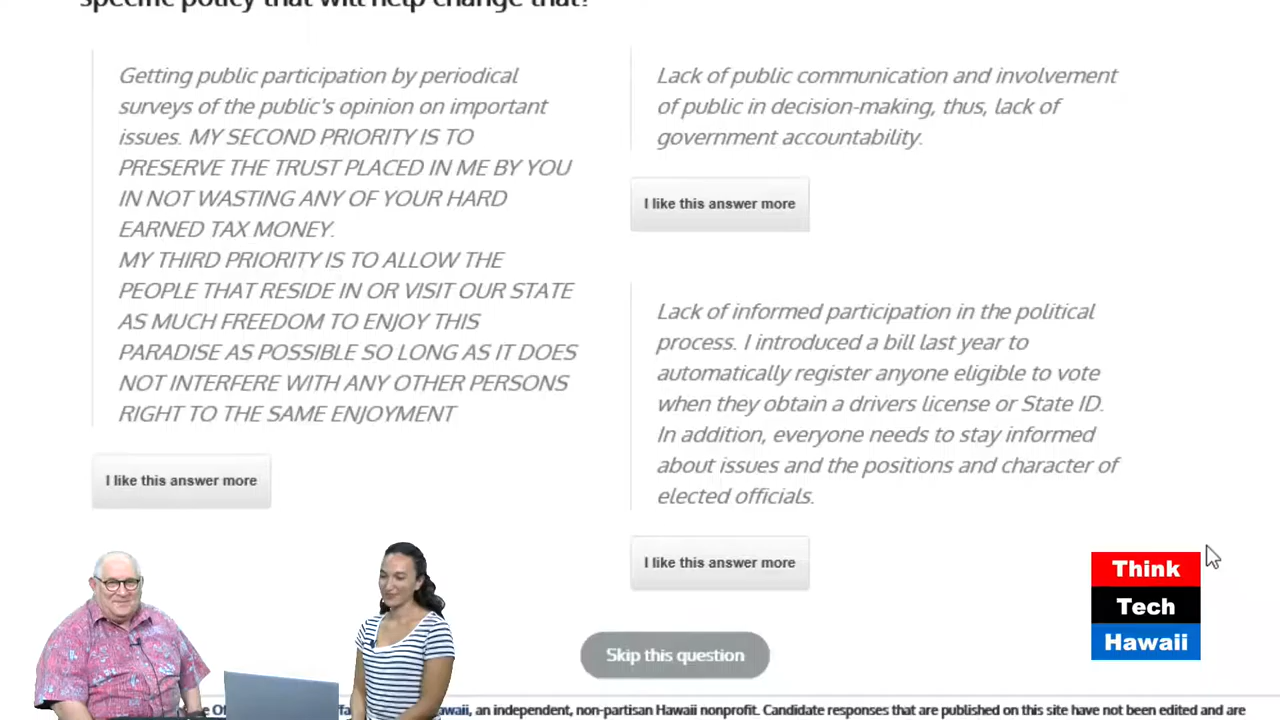 specific policy that will help change that?
Getting public participation by periodical
surveys of the public's opinion on important
issues. MY SECOND PRIORITY IS TO
PRESERVE THE TRUST PLACED IN ME BY YOU
IN NOT WASTING ANY OF YOUR HARD
EARNED TAX MONEY.
MY THIRD PRIORITY IS TO ALLOW THE
PEOPLE THAT RESIDE IN OR VISIT OUR STATE
AS MUCH FREEDOM TO ENJOY THIS
PARADISE AS POSSIBLE SO LONG AS IT DOES
NOT INTERFERE WITH ANY OTHER PERSONS
RIGHT TO THE SAME ENJOYMENT
I like this answer more
Lack of public communication and involvement
of public in decision-making, thus, lack of
government accountability.
I like this answer more
Lack of informed participation in the political
process. I introduced a bill last year to
automatically register anyone eligible to vote
when they obtain a drivers license or State ID.
In addition, everyone needs to stay informed
about issues and the positions and character of
elected officials.
I like this answer more
Skip this question
Think
Tech
Hawaii
an independent, non-partisan Hawaii nonprofit. Candidate responses that are published on this site have not been edited and are